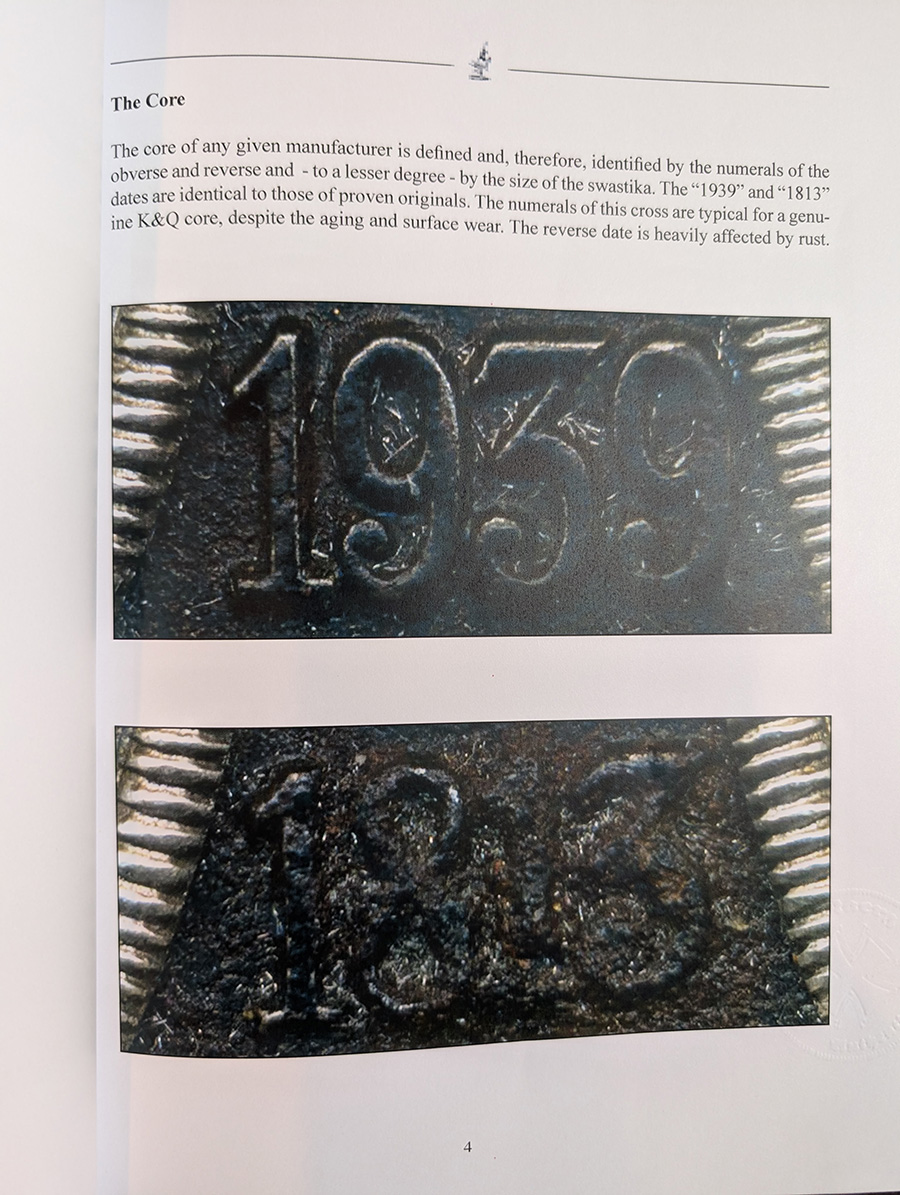 The Core
The core of any given manufacturer is defined and, therefore, identified by the numerals of the
obverse and reverse and - to a lesser degree - by the size of the swastika. The “1939” and “1813”
dates are identical to those of proven originals. The numerals of this cross are typical for a genu-
ine K&Q core, despite the aging and surface wear. The reverse date is heavily affected by rust.
1939
1813
4